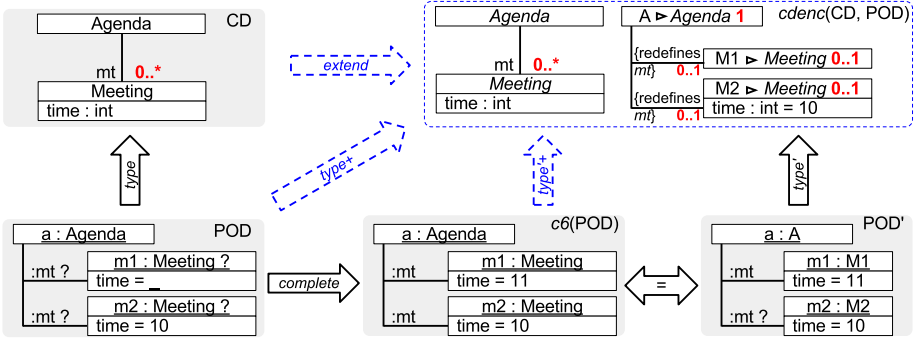 CD
Agenda
mt 0..*
Meeting
time : int
extend
cdenc(CD, POD)
Agenda
mt 0..*
Meeting
time : int
A ⊳ Agenda 1
{redefines
mt} 0..1
M1 ⊳ Meeting 0..1
{redefines
mt} 0..1
M2 ⊳ Meeting 0..1
time : int = 10
type
type+
type'+
type'
POD
a : Agenda
:mt ?
m1 : Meeting ?
time = _
:mt ?
m2 : Meeting ?
time = 10
complete
c6(POD)
a : Agenda
:mt
m1 : Meeting
time = 11
:mt
m2 : Meeting
time = 10
=
POD'
a : A
:mt
m1 : M1
time = 11
:mt ?
m2 : M2
time = 10